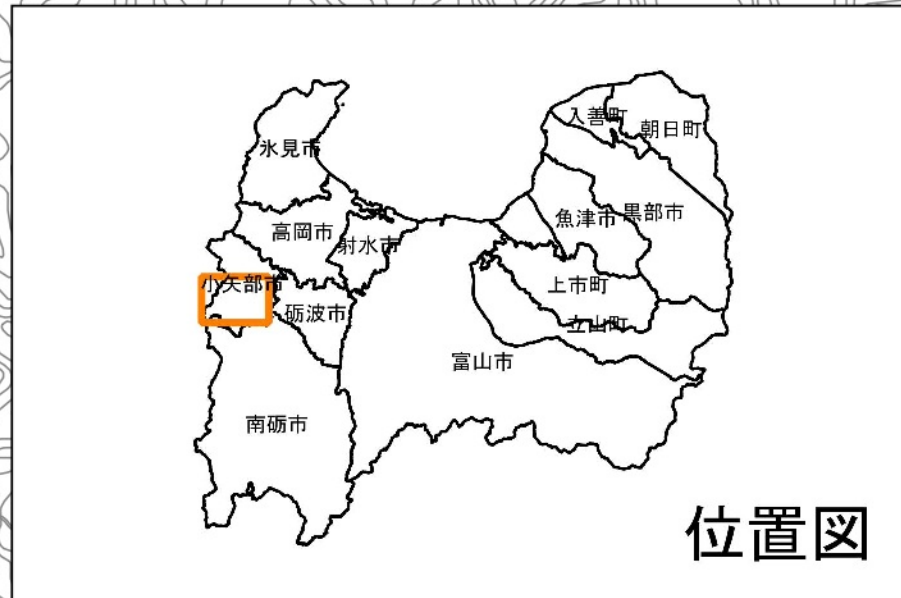 入善町
朝日町
氷見市
魚津市
黒部市
高岡市
射水市
小矢部市
砺波市
上市町
立山町
富山市
南砺市
位置図